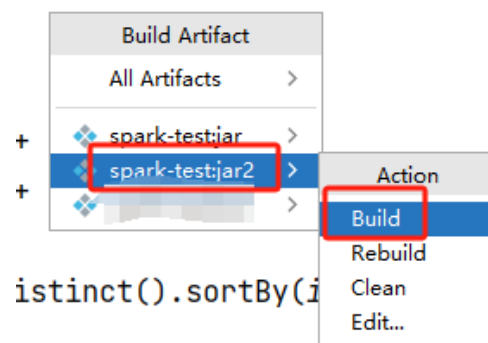 Build Artifact
All Artifacts
spark-test:jar
spark-test:jar2
Action
Build
Rebuild
istinct().sortBy(i
Clean
Edit...
+
+